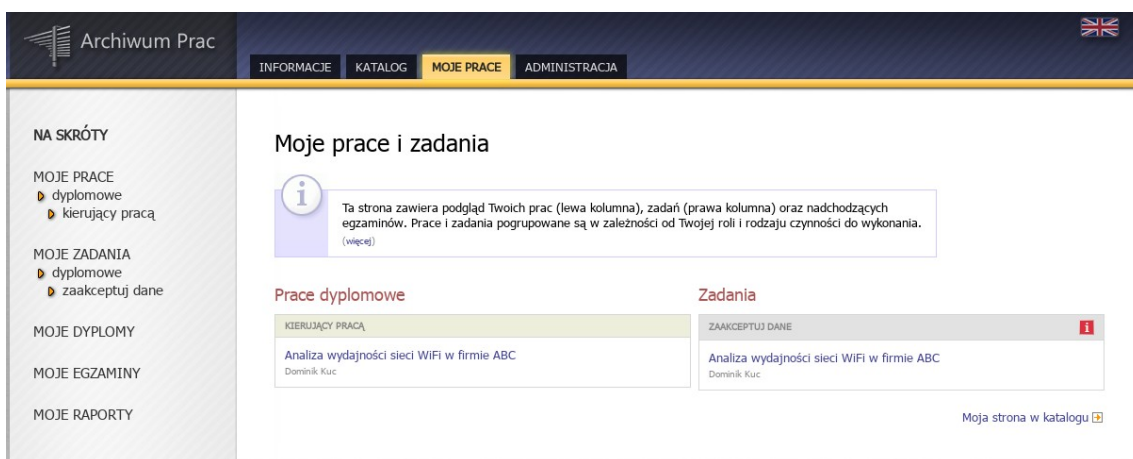 Archiwum Prac
INFORMACJE KATALOG MOJE PRACE ADMINISTRACJA
NA SKRÓTY
MOJE PRACE
dyplomowe
kierujący pracą
MOJE ZADANIA
dyplomowe
zaakceptuj dane
MOJE DYPLOMY
MOJE EGZAMINY
MOJE RAPORTY
Moje prace i zadania
i
Ta strona zawiera podgląd Twoich prac (lewa kolumna), zadań (prawa kolumna) oraz nadchodzących
egzaminów. Prace i zadania pogrupowane są w zależności od Twojej roli i rodzaju czynności do wykonania.
(więcej)
Prace dyplomowe
KIERUJĄCY PRACĄ
Analiza wydajności sieci WiFi w firmie ABC
Dominik Kuc
Zadania
ZAAKCEPTUJ DANE i
Analiza wydajności sieci WiFi w firmie ABC
Dominik Kuc
Moja strona w katalogu